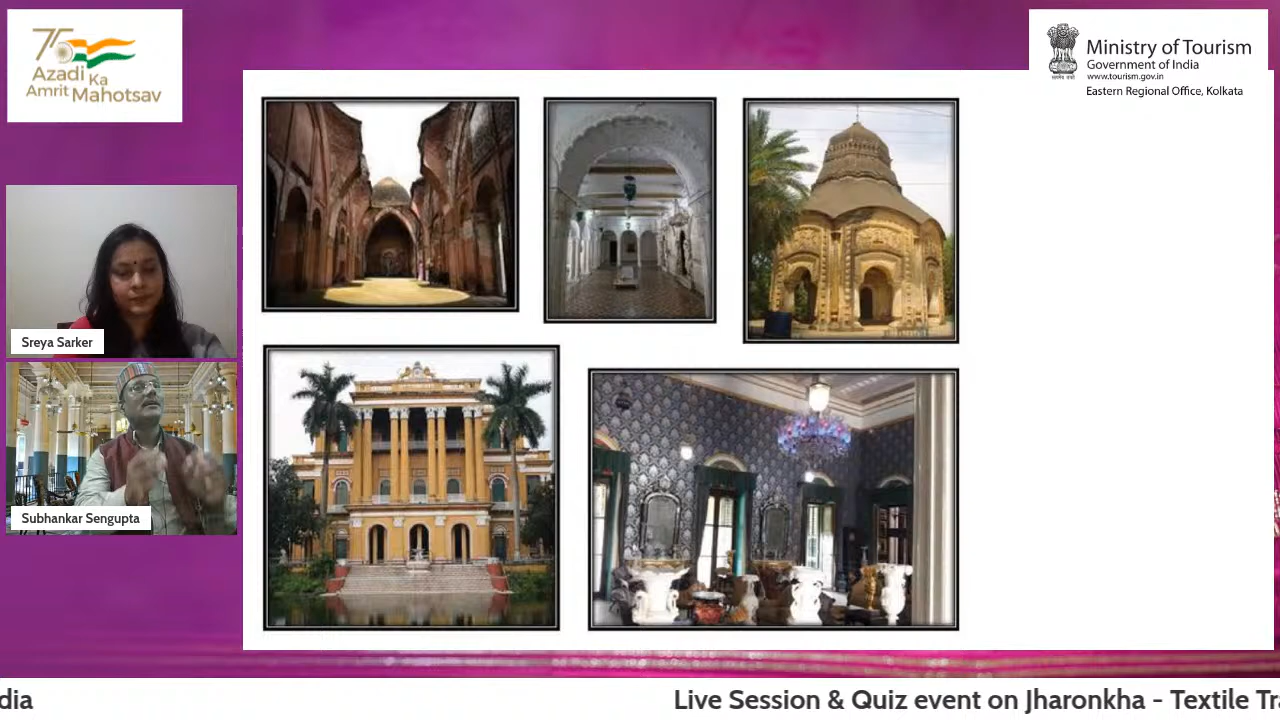 75
Azadi Ka
Amrit Mahotsav
Ministry of Tourism
Government of India
www.tourism.gov.in
Eastern Regional Office, Kolkata
Sreya Sarker
Subhankar Sengupta
dia
Live Session & Quiz event on Jharonkha - Textile Tra